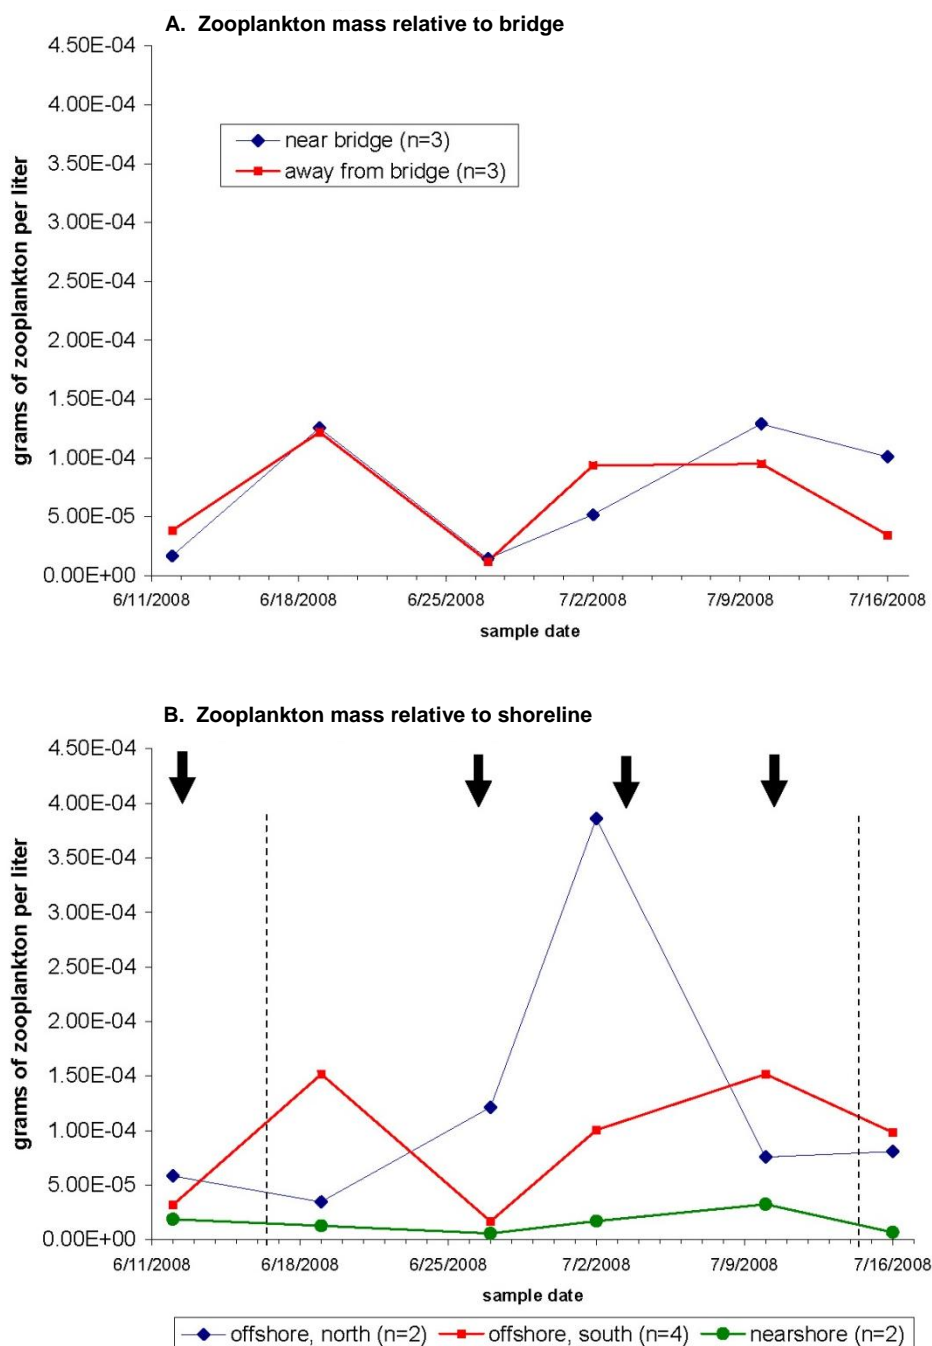 A. Zooplankton mass relative to bridge
4.50E-04
4.00E-04
3.50E-04
3.00E-04
2.50E-04
2.00E-04
1.50E-04
1.00E-04
5.00E-05
0.00E+00
grams of zooplankton per liter
near bridge (n=3)
away from bridge (n=3)
6/11/2008 6/18/2008 6/25/2008 7/2/2008 7/9/2008 7/16/2008
sample date
B. Zooplankton mass relative to shoreline
4.50E-04
4.00E-04
3.50E-04
3.00E-04
2.50E-04
2.00E-04
1.50E-04
1.00E-04
5.00E-05
0.00E+00
grams of zooplankton per liter
6/11/2008 6/18/2008 6/25/2008 7/2/2008 7/9/2008 7/16/2008
sample date
offshore, north (n=2) offshore, south (n=4) nearshore (n=2)